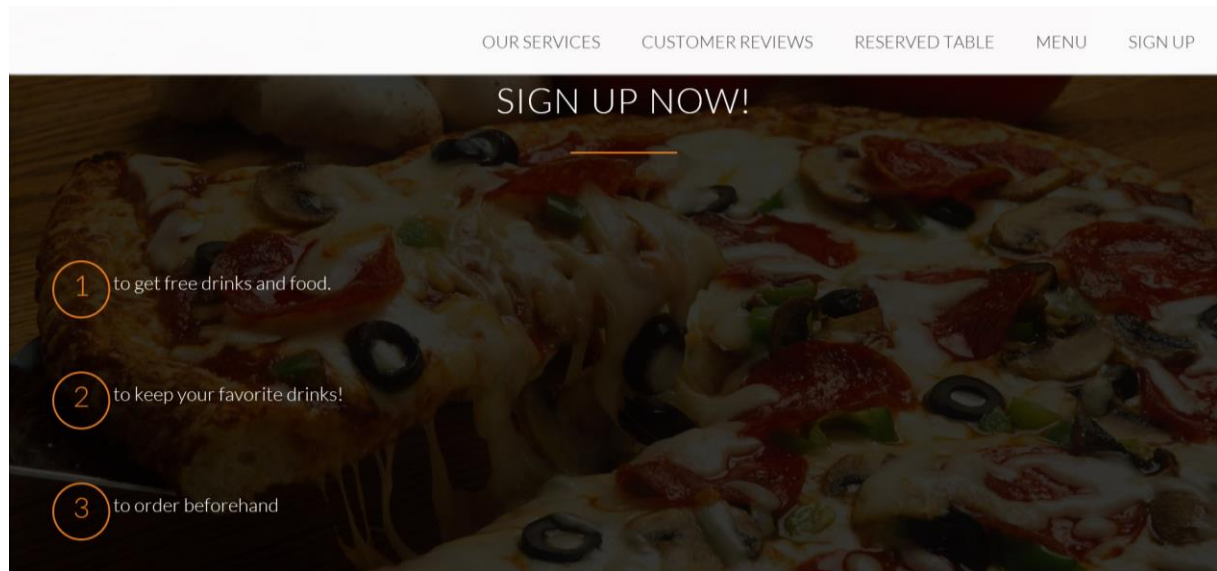 OUR SERVICES CUSTOMER REVIEWS RESERVED TABLE MENU SIGN UP
SIGN UP NOW!
1 to get free drinks and food.
2 to keep your favorite drinks!
3 to order beforehand